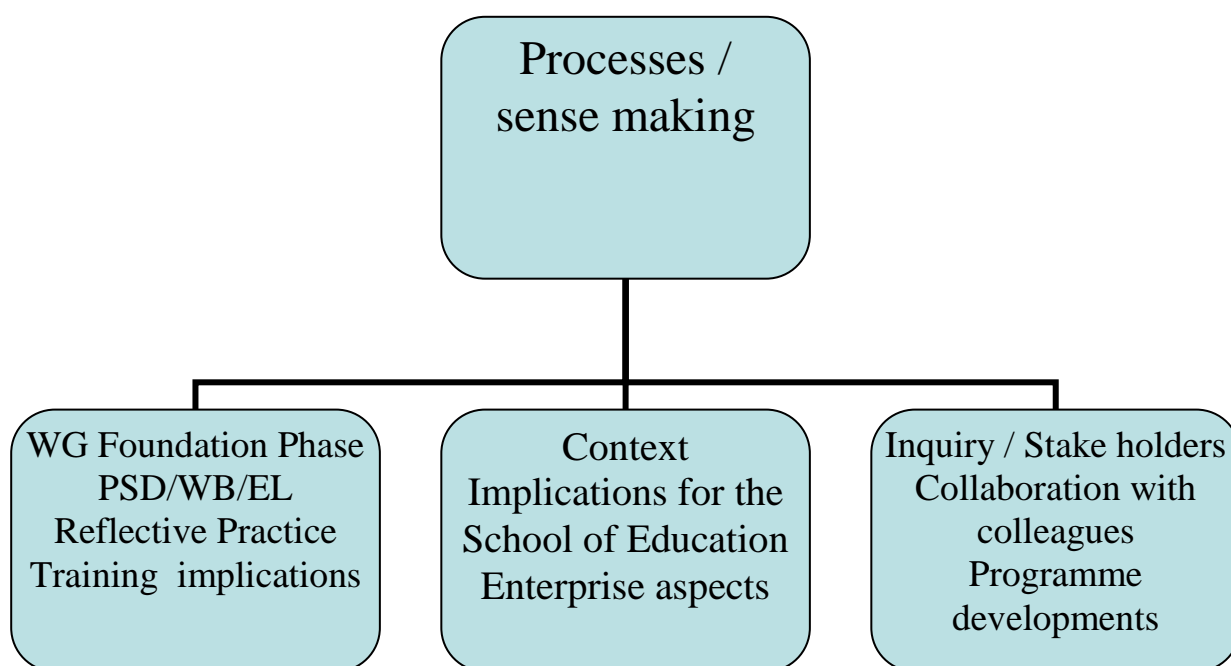 Processes /
sense making
WG Foundation Phase
PSD/WB/EL
Reflective Practice
Training  implications
Context
Implications for the
School of Education
Enterprise aspects
Inquiry / Stake holders
Collaboration with
colleagues
Programme
developments